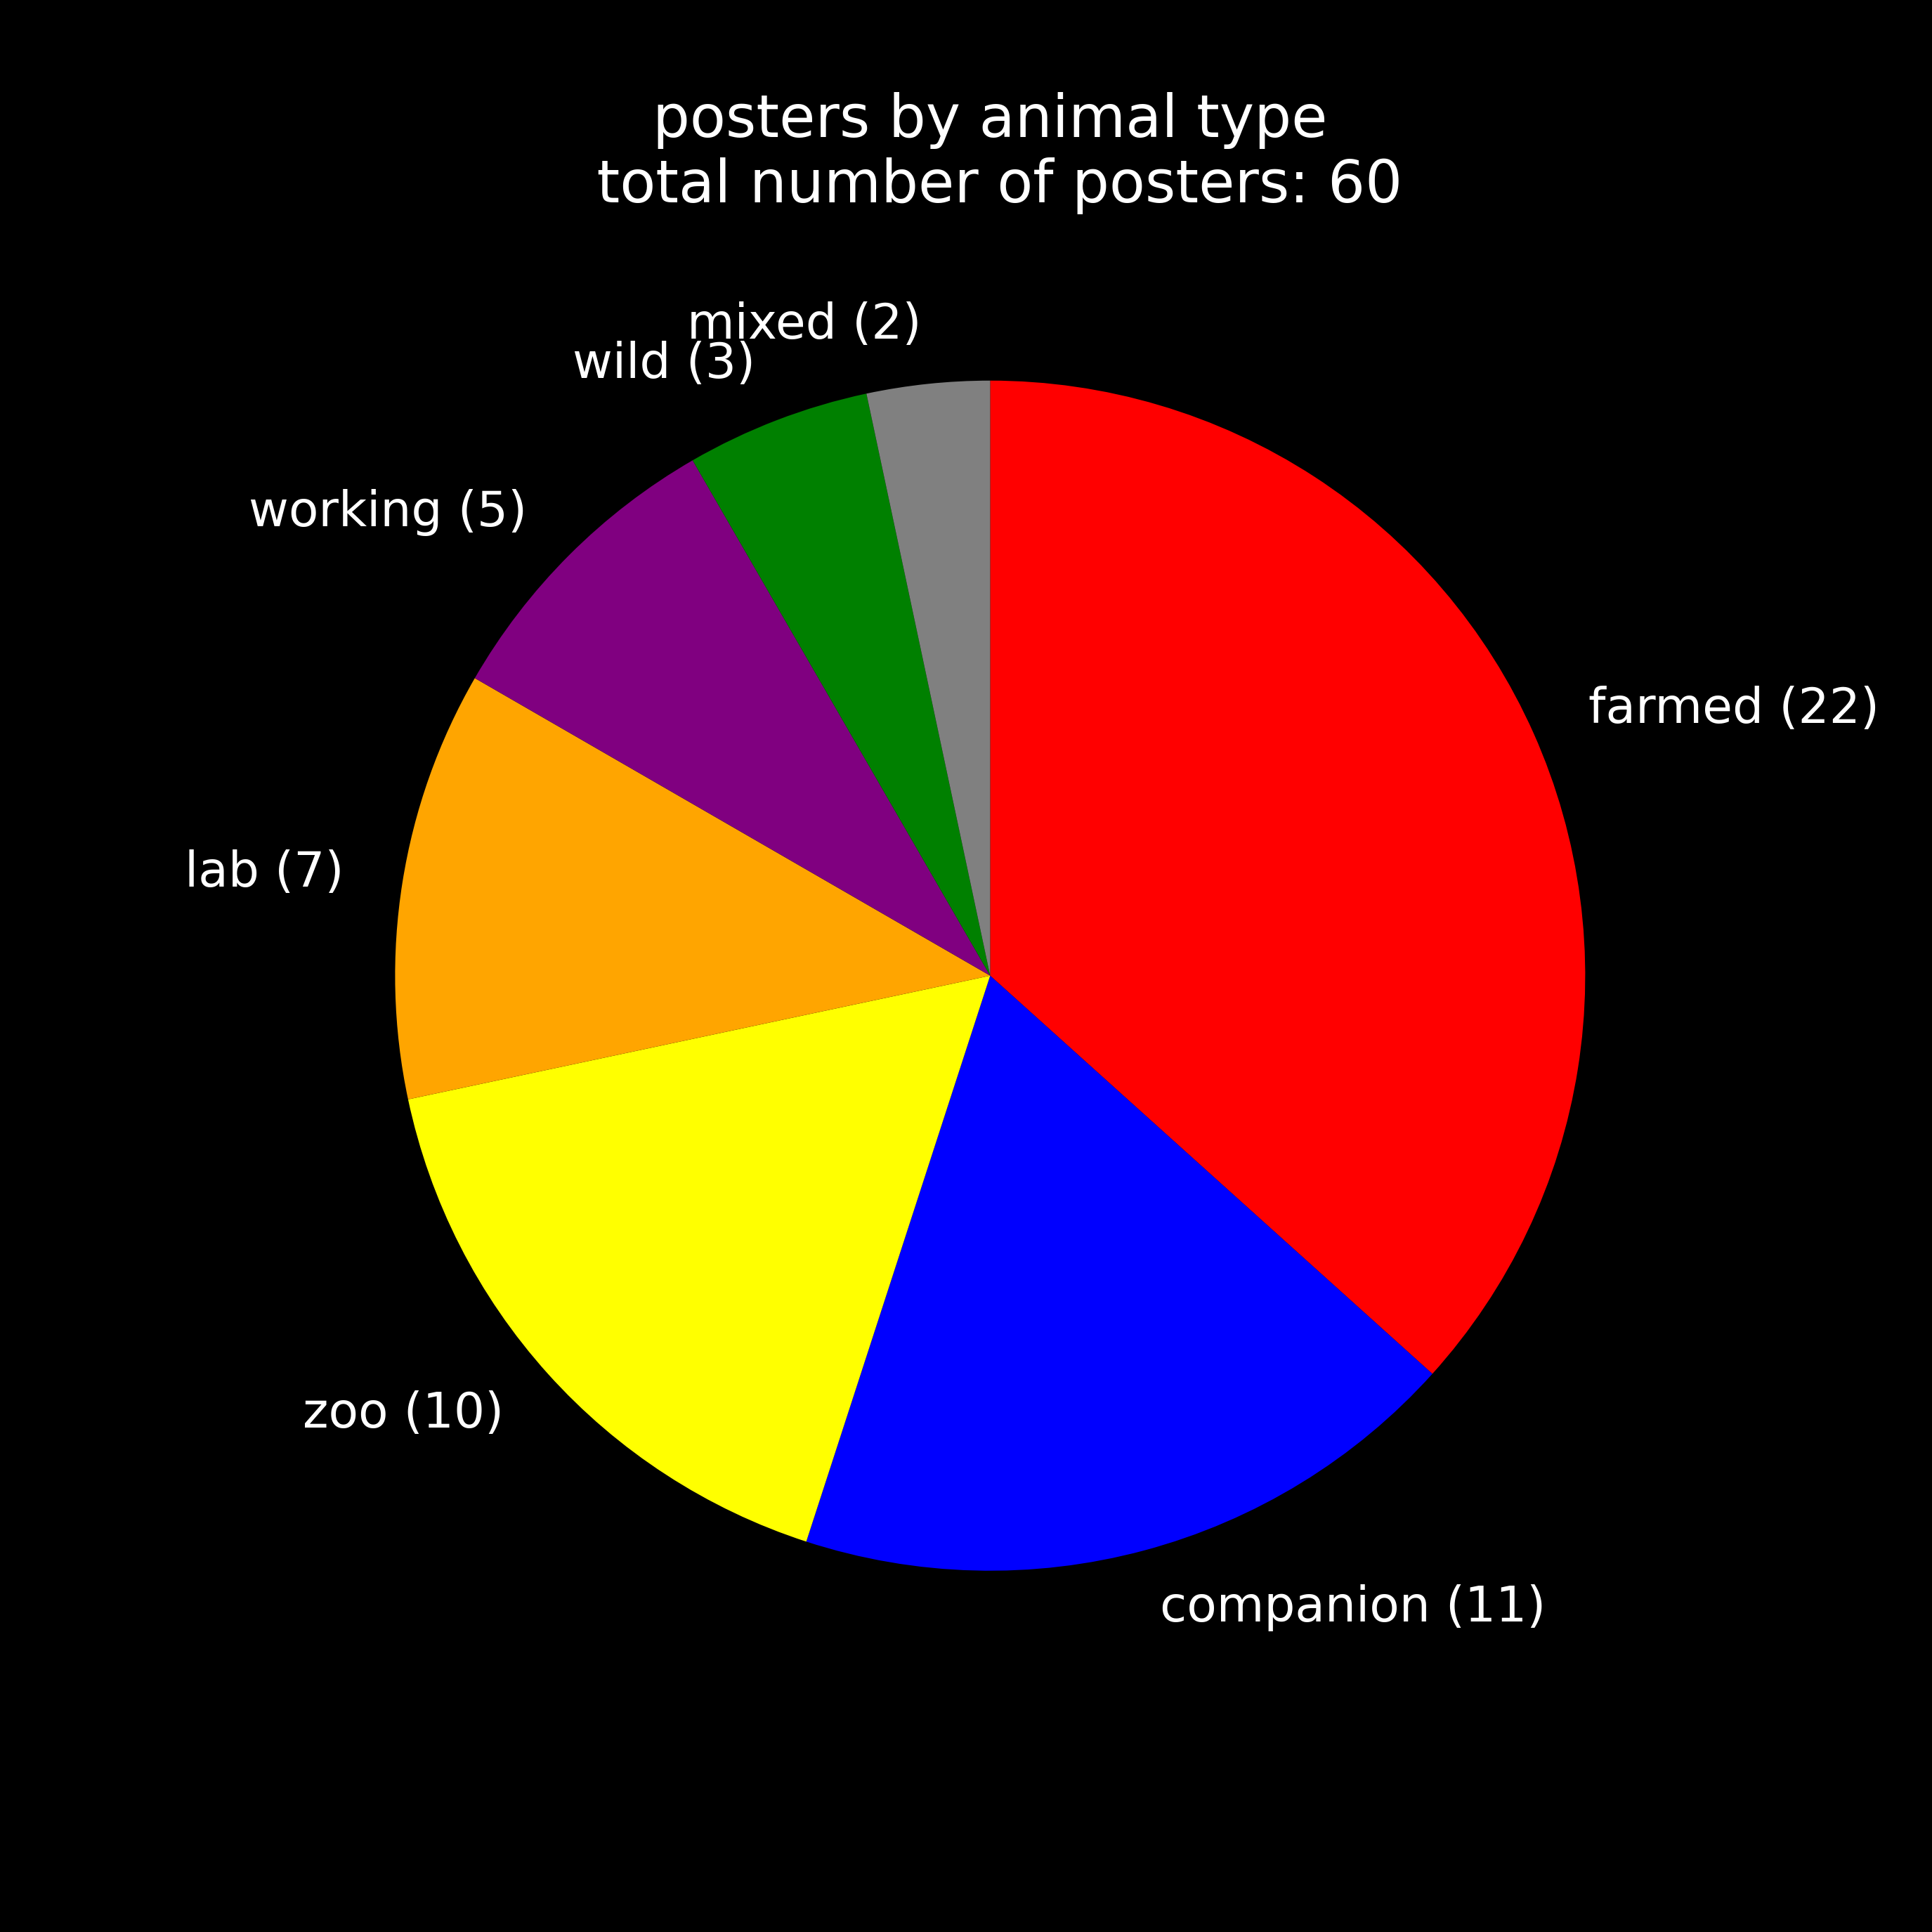 posters by animal type
total number of posters: 60
mixed (2)
wild (3)
working (5)
farmed (22)
lab (7)
zoo (10)
companion (11)